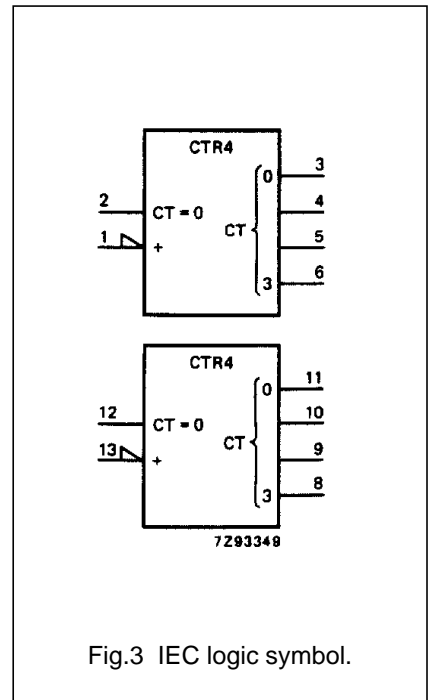 CTR4
0 3
2 4
CT = 0
1 CT 5
+
3 6
CTR4
0 11
12 10
CT = 0
13 CT 9
+
3 8
7Z93349
Fig.3 IEC logic symbol.